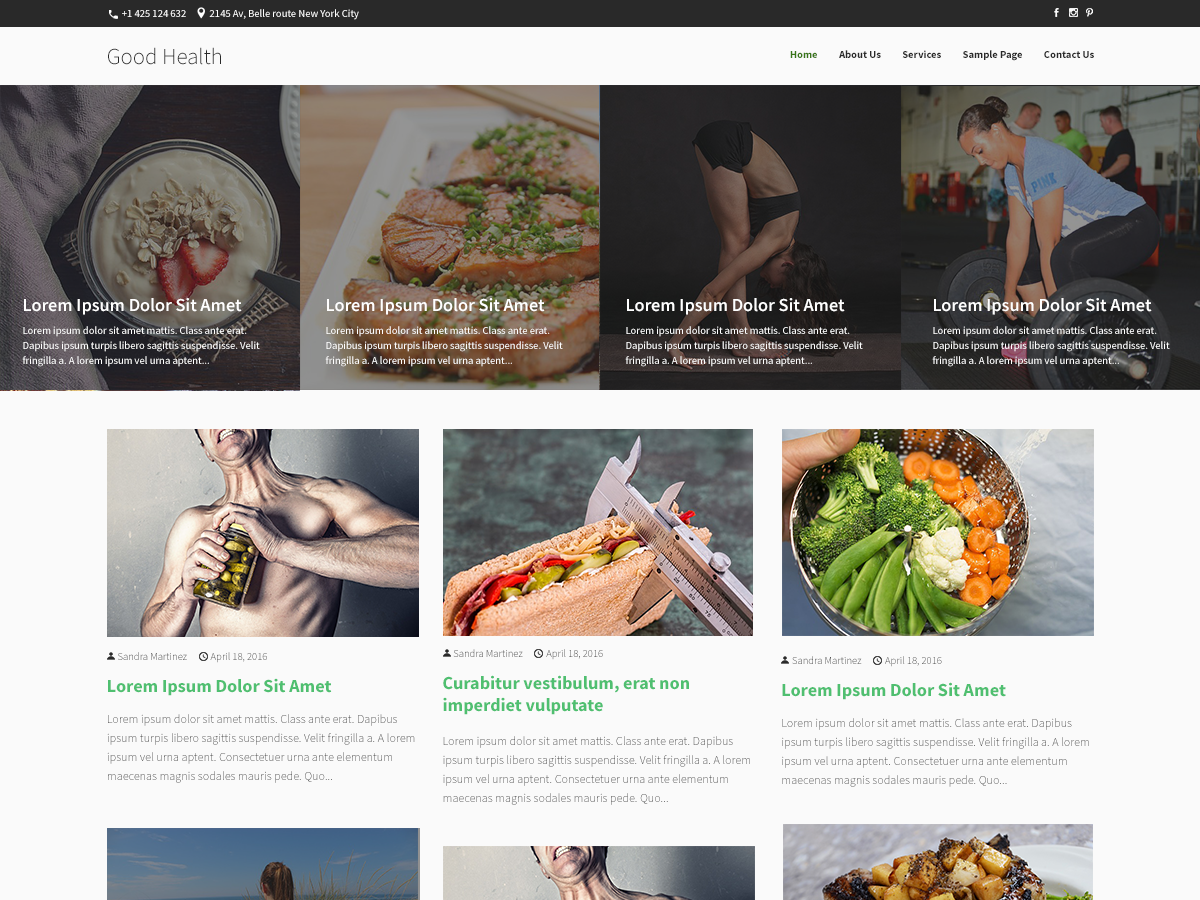 +1 425 124 632 2145 Av, Belle route New York City
Good Health
Home About Us Services Sample Page Contact Us
PINK
Lorem Ipsum Dolor Sit Amet
Lorem ipsum dolor sit amet mattis. Class ante erat.
Dapibus ipsum turpis libero sagittis suspendisse. Velit
fringilla a. A lorem ipsum vel urna aptent...
Lorem Ipsum Dolor Sit Amet
Lorem ipsum dolor sit amet mattis. Class ante erat.
Dapibus ipsum turpis libero sagittis suspendisse. Velit
fringilla a. A lorem ipsum vel urna aptent...
Lorem Ipsum Dolor Sit Amet
Lorem ipsum dolor sit amet mattis. Class ante erat.
Dapibus ipsum turpis libero sagittis suspendisse. Velit
fringilla a. A lorem ipsum vel urna aptent...
Lorem Ipsum Dolor Sit Amet
Lorem ipsum dolor sit amet mattis. Class ante erat.
Dapibus ipsum turpis libero sagittis suspendisse. Velit
fringilla a. A lorem ipsum vel urna aptent...
Sandra Martinez April 18, 2016
Lorem Ipsum Dolor Sit Amet
Lorem ipsum dolor sit amet mattis. Class ante erat. Dapibus
ipsum turpis libero sagittis suspendisse. Velit fringilla a. A lorem
ipsum vel urna aptent. Consectetuer urna ante elementum
maecenas magnis sodales mauris pede. Quo...
Sandra Martinez April 18, 2016
Curabitur vestibulum, erat non
imperdiet vulputate
Lorem ipsum dolor sit amet mattis. Class ante erat. Dapibus
ipsum turpis libero sagittis suspendisse. Velit fringilla a. A lorem
ipsum vel urna aptent. Consectetuer urna ante elementum
maecenas magnis sodales mauris pede. Quo...
Sandra Martinez April 18, 2016
Lorem Ipsum Dolor Sit Amet
Lorem ipsum dolor sit amet mattis. Class ante erat. Dapibus
ipsum turpis libero sagittis suspendisse. Velit fringilla a. A lorem
ipsum vel urna aptent. Consectetuer urna ante elementum
maecenas magnis sodales mauris pede. Quo...